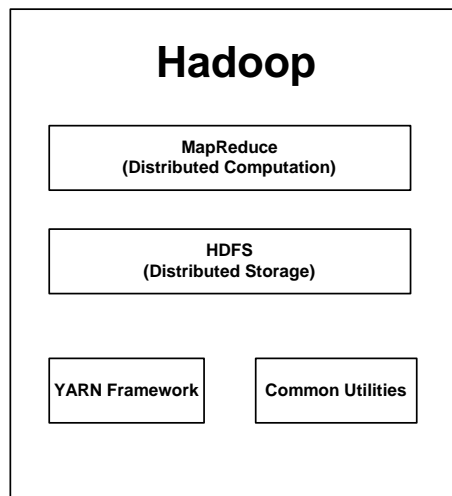 Hadoop
MapReduce
(Distributed Computation)
HDFS
(Distributed Storage)
YARN Framework
Common Utilities